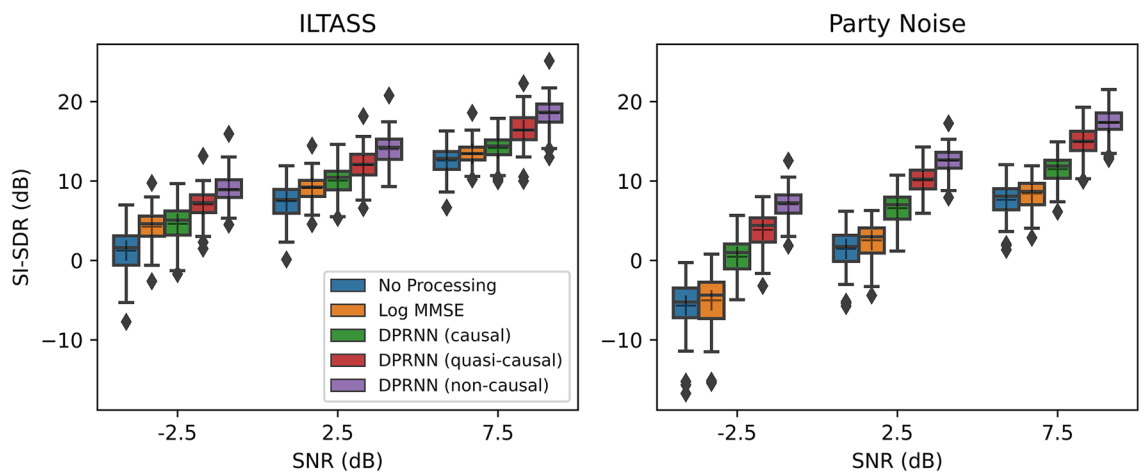 ILTASS
Party Noise
SI-SDR (dB)
20
10
0
−10
-2.5
2.5
7.5
SNR (dB)
No Processing
Log MMSE
DPRNN (causal)
DPRNN (quasi-causal)
DPRNN (non-causal)
20
10
0
−10
-2.5
2.5
7.5
SNR (dB)